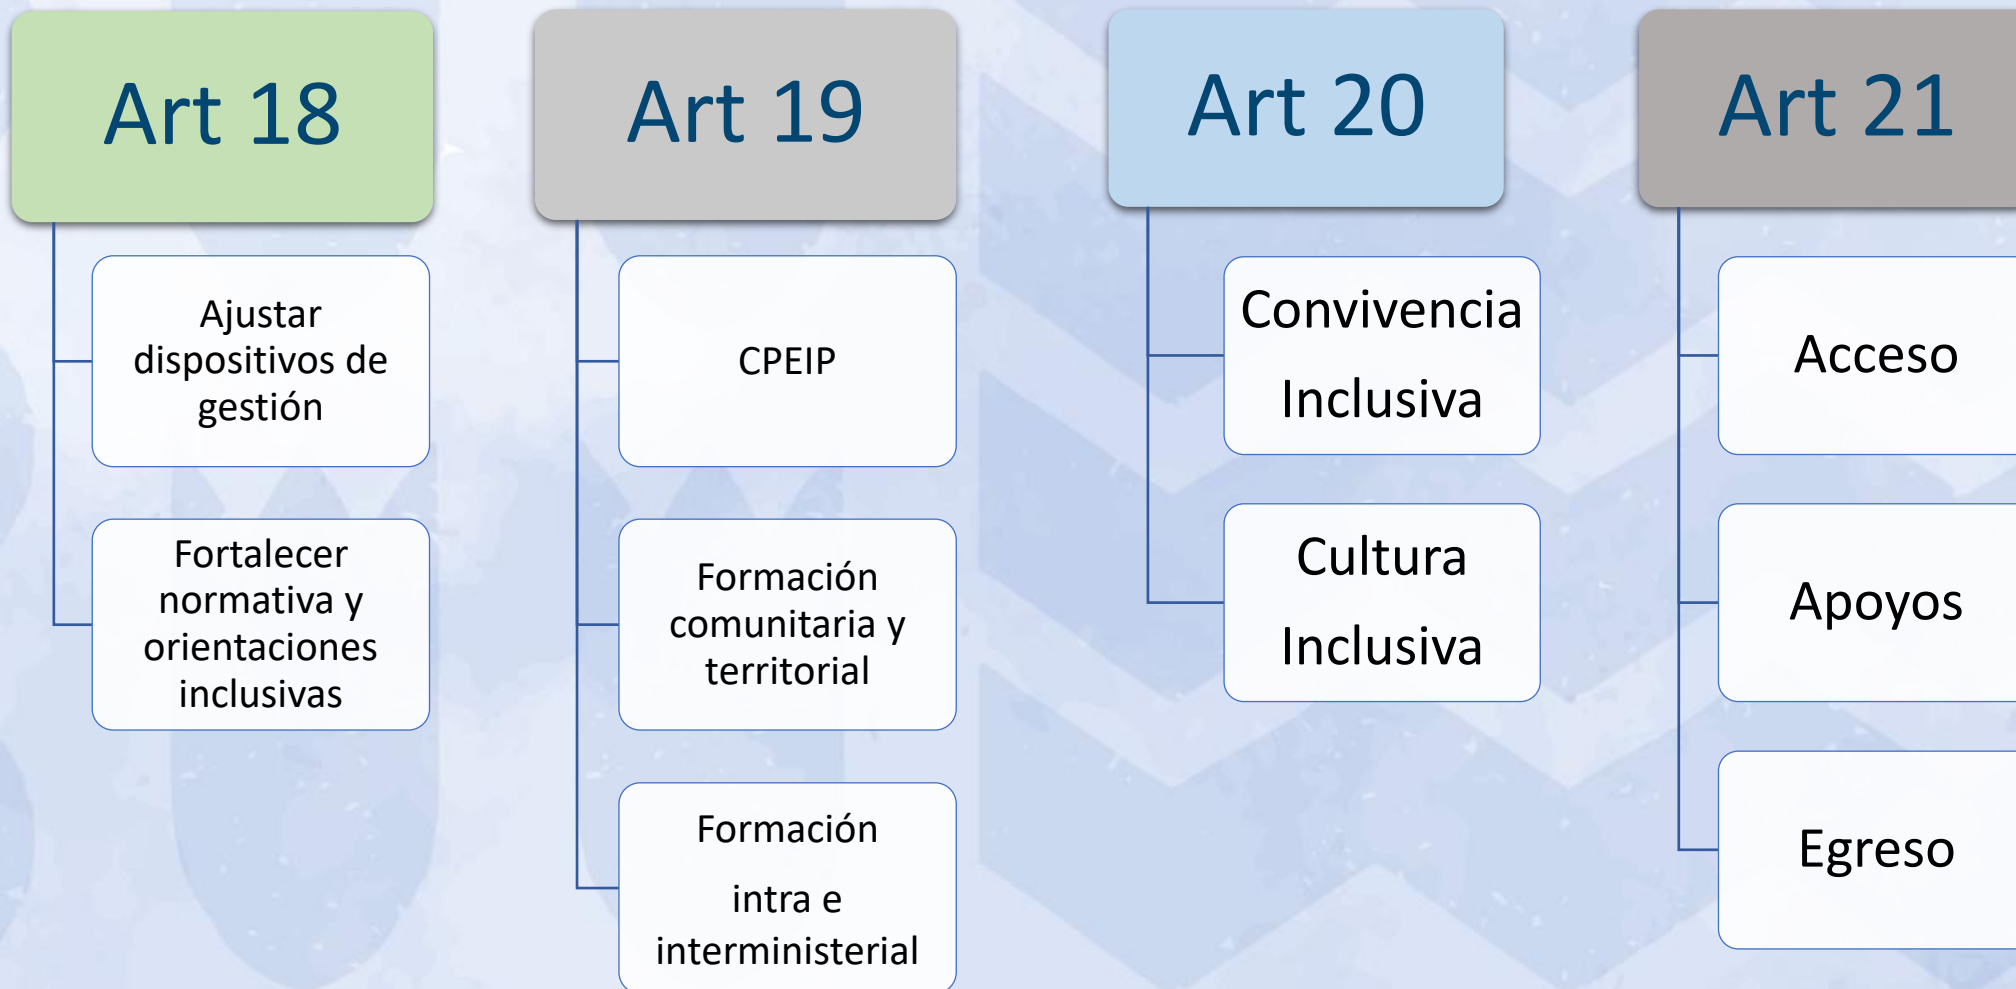 Art 18
Ajustar
dispositivos de
gestión
Fortalecer
normativa y
orientaciones
inclusivas
Art 19
CPEIP
Formación
comunitaria y
territorial
Formación
intra e
interministerial
Art 20
Convivencia
Inclusiva
Cultura
Inclusiva
Art 21
Acceso
Apoyos
Egreso